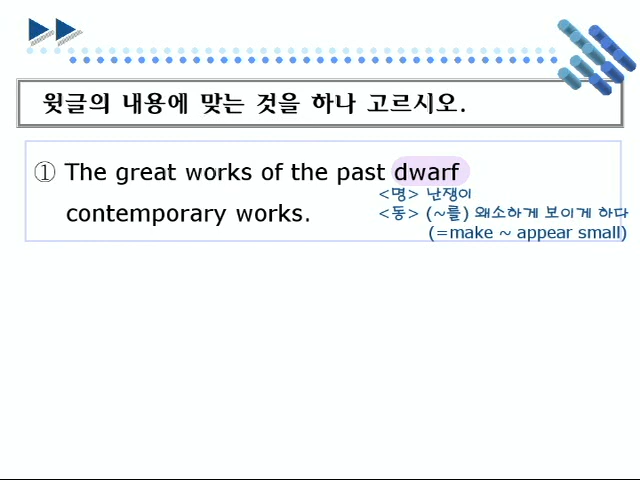 윗글의 내용에 맞는 것을 하나 고르시오.
① The great works of the past dwarf
<명> 난쟁이
contemporary works.
<동> (~를) 왜소하게 보이게 하다
(=make ~ appear small)